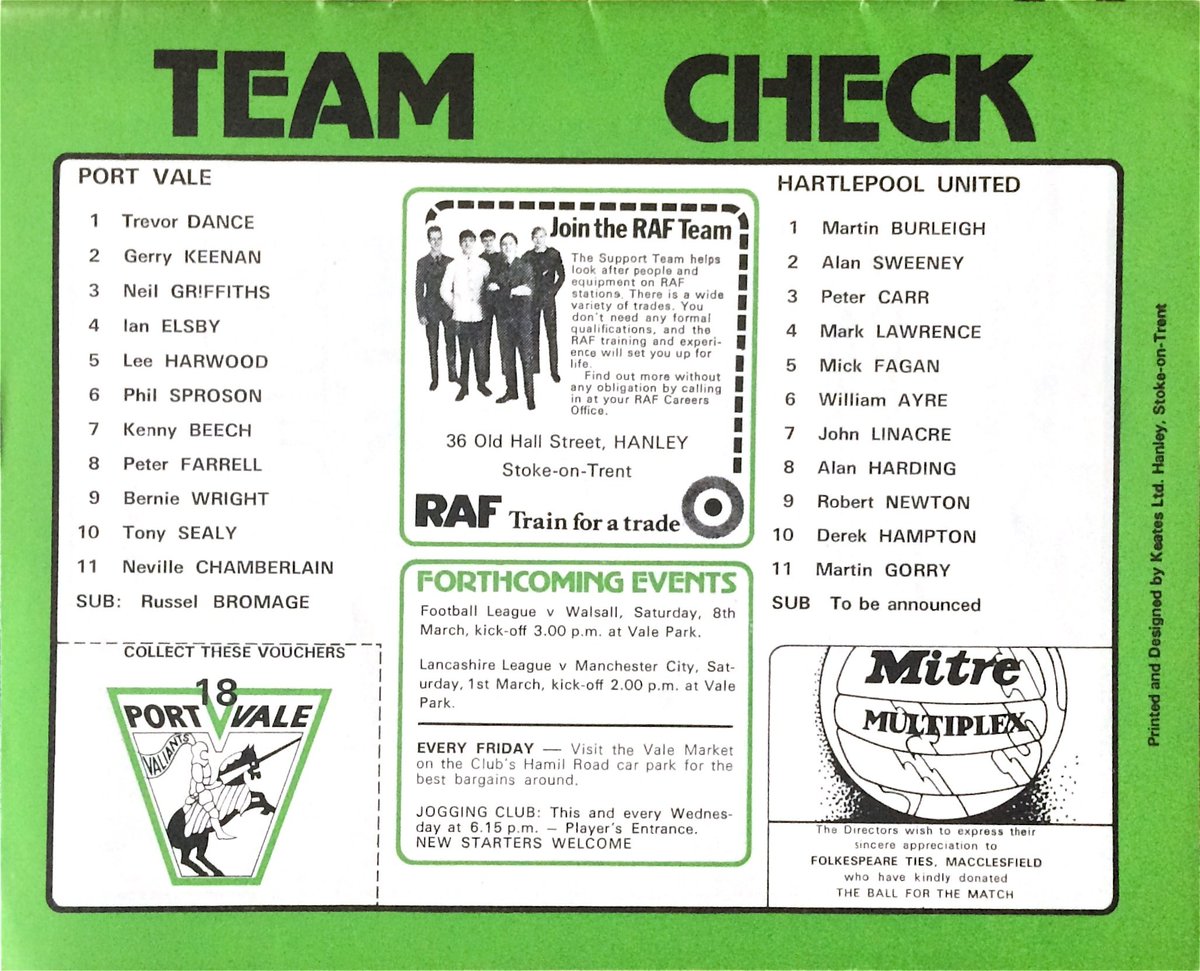 TEAM CHECK
PORT VALE
1 Trevor DANCE
2 Gerry KEENAN
3 Neil GR!FFITHS
4 Ian ELSBY
5 Lee HARWOOD
6 Phil SPROSON
7 Kenny BEECH
8 Peter FARRELL
9 Bernie WRIGHT
10 Tony SEALY
11 Neville CHAMBERLAIN
SUB: Russel BROMAGE
COLLECT THESE VOUCHERS
18
PORT VALE
VALIANTS
Join the RAF Team
The Support Team helps
look after people and
equipment on RAF
stations. There is a wide
variety of trades. You
don't need any formal
qualifications, and the
RAF training and experi-
ence will set you up for
life.
Find out more without
any obligation by calling
in at your RAF Careers
Office.
36 Old Hall Street, HANLEY
Stoke-on-Trent
RAF Train for a trade
FORTHCOMING EVENTS
Football League v Walsall, Saturday, 8th
March, kick-off 3.00 p.m. at Vale Park.
Lancashire League v Manchester City, Sat-
urday, 1st March, kick-off 2.00 p.m. at Vale
Park.
EVERY FRIDAY — Visit the Vale Market
on the Club's Hamil Road car park for the
best bargains around.
JOGGING CLUB: This and every Wednes-
day at 6.15 p.m. — Player's Entrance.
NEW STARTERS WELCOME
HARTLEPOOL UNITED
1 Martin BURLEIGH
2 Alan SWEENEY
3 Peter CARR
4 Mark LAWRENCE
5 Mick FAGAN
6 William AYRE
7 John LINACRE
8 Alan HARDING
9 Robert NEWTON
10 Derek HAMPTON
11 Martin GORRY
SUB To be announced
Mitre
MULTIPLEX
The Directors wish to express their
sincere appreciation to
FOLKESPEARE TIES, MACCLESFIELD
who have kindly donated
THE BALL FOR THE MATCH
Printed and Designed by Keates Ltd. Hanley, Stoke-on-Trent